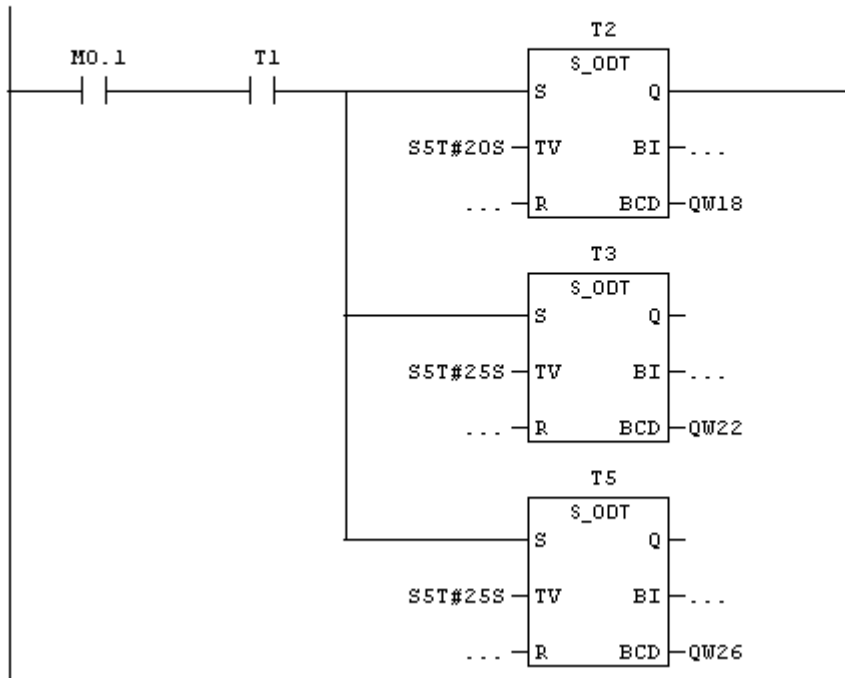 T2
M0.1 T1 S_ODT
S Q
S5T#20S TV BI ...
... R BCD QW18
T3
S_ODT
S Q
S5T#25S TV BI ...
... R BCD QW22
T5
S_ODT
S Q
S5T#25S TV BI ...
... R BCD QW26